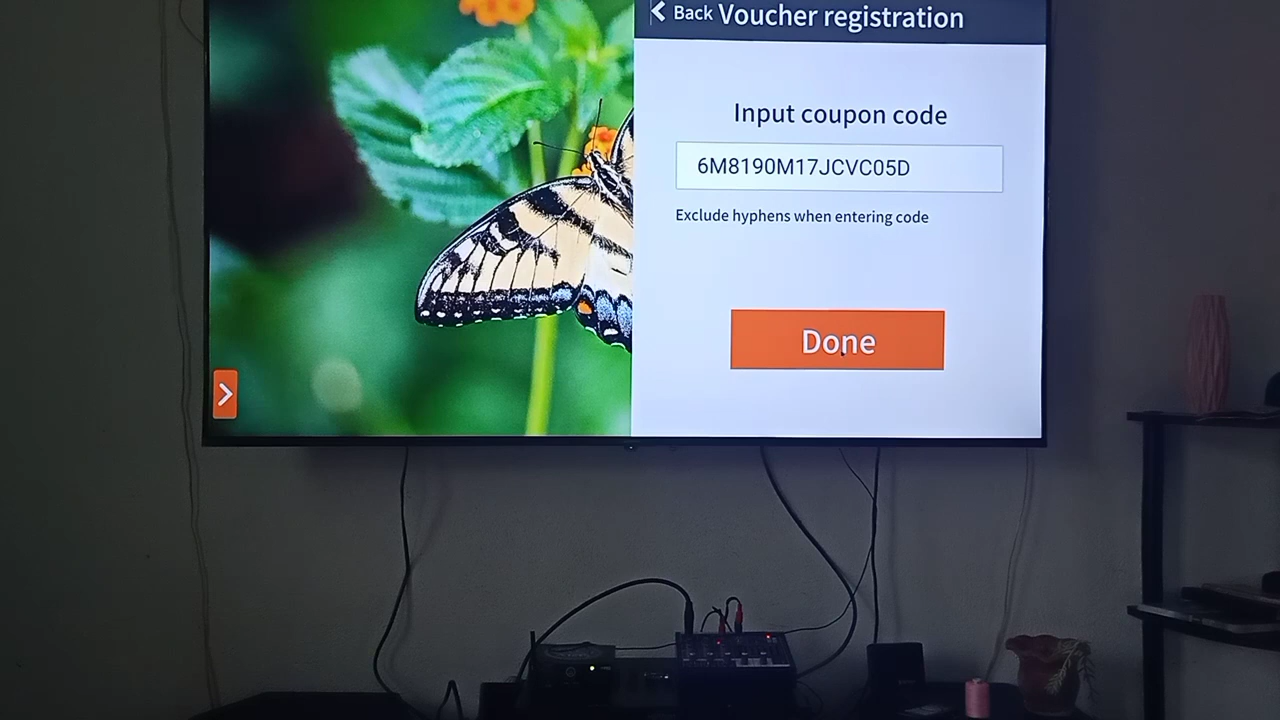 Back Voucher registration
Input coupon code
6M8190M17JCVC05D
Exclude hyphens when entering code
Done